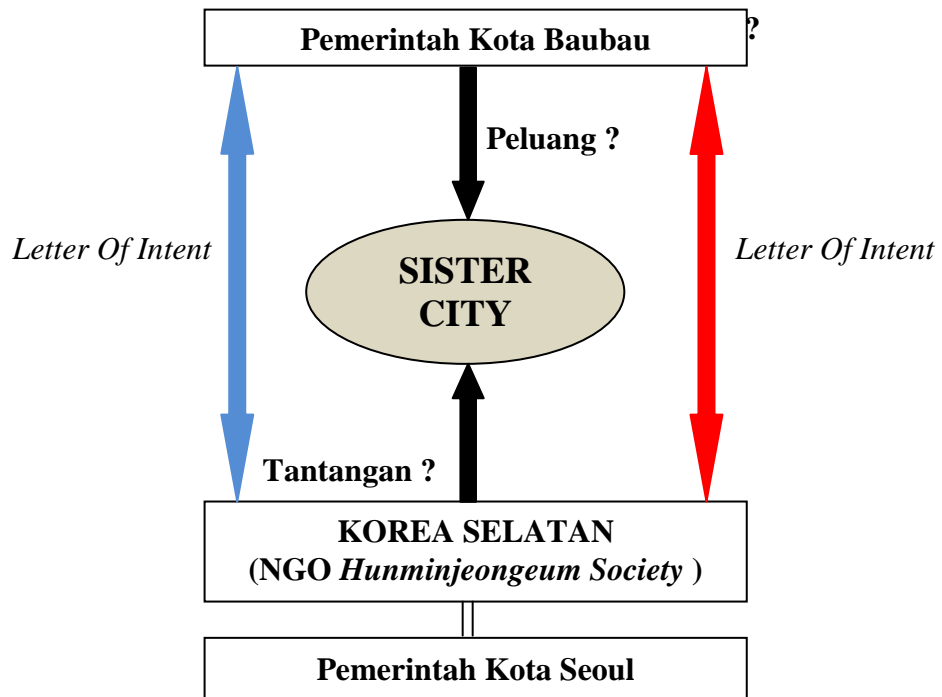 Pemerintah Kota Baubau ?
Peluang ?
Letter Of Intent
Letter Of Intent
SISTER
CITY
Tantangan ?
KOREA SELATAN
(NGO Hunminjeongeum Society )
Pemerintah Kota Seoul